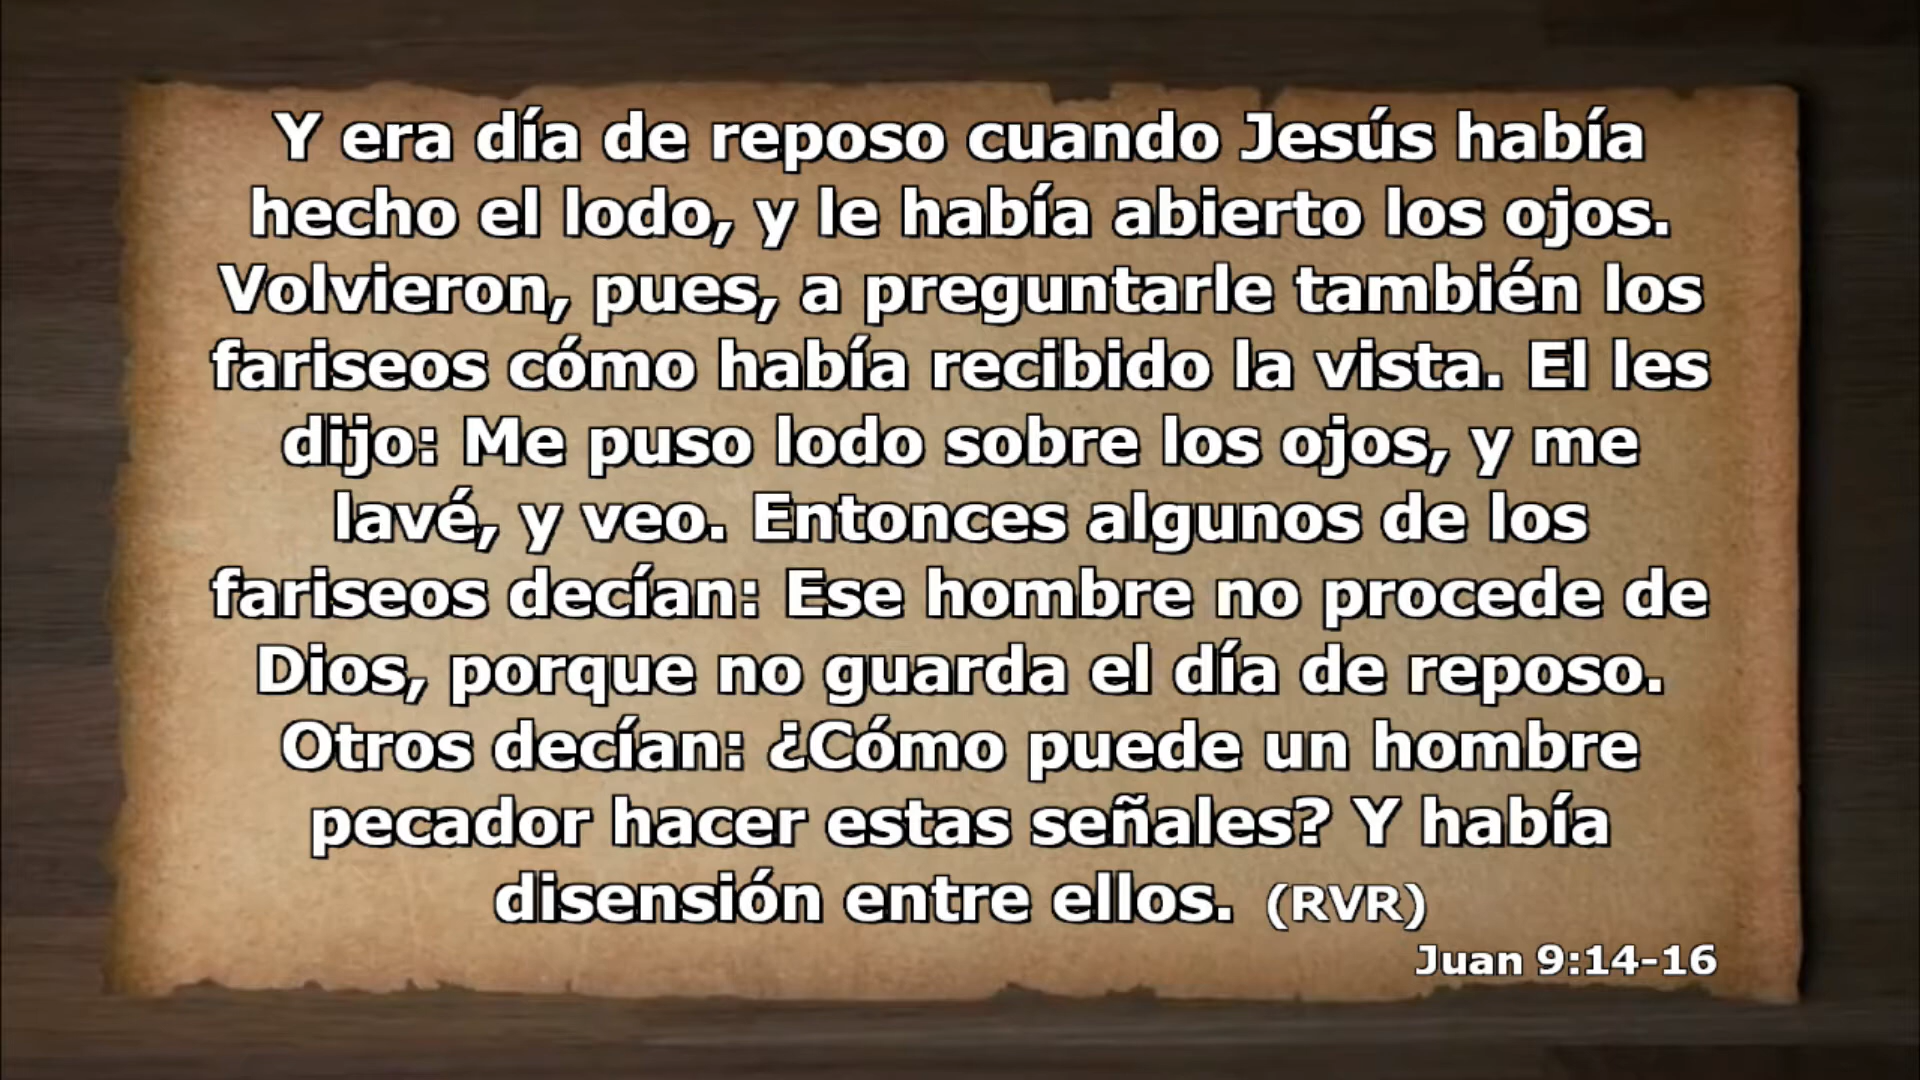 Y era día de reposo cuando Jesús había
hecho el lodo, y le había abierto los ojos.
Volvieron, pues, a preguntarle también los
fariseos cómo había recibido la vista. El les
dijo: Me puso lodo sobre los ojos, y me
lavé, y veo. Entonces algunos de los
fariseos decían: Ese hombre no procede de
Dios, porque no guarda el día de reposo.
Otros decían: ¿Cómo puede un hombre
pecador hacer estas señales? Y había
disensión entre ellos. (RVR)
Juan 9:14-16